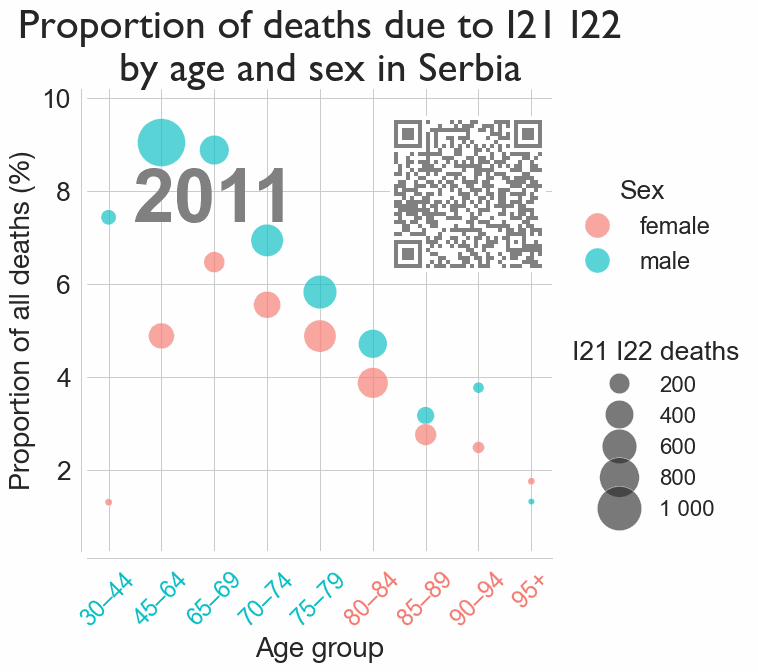 Proportion of deaths due to I21 I22
by age and sex in Serbia
10
8
6
4
2
Proportion of all deaths (%)
2011
Sex
female
male
I21 I22 deaths
200
400
600
800
1 000
30–44
45–64
65–69
70–74
75–79
80–84
85–89
90–94
95+
Age group